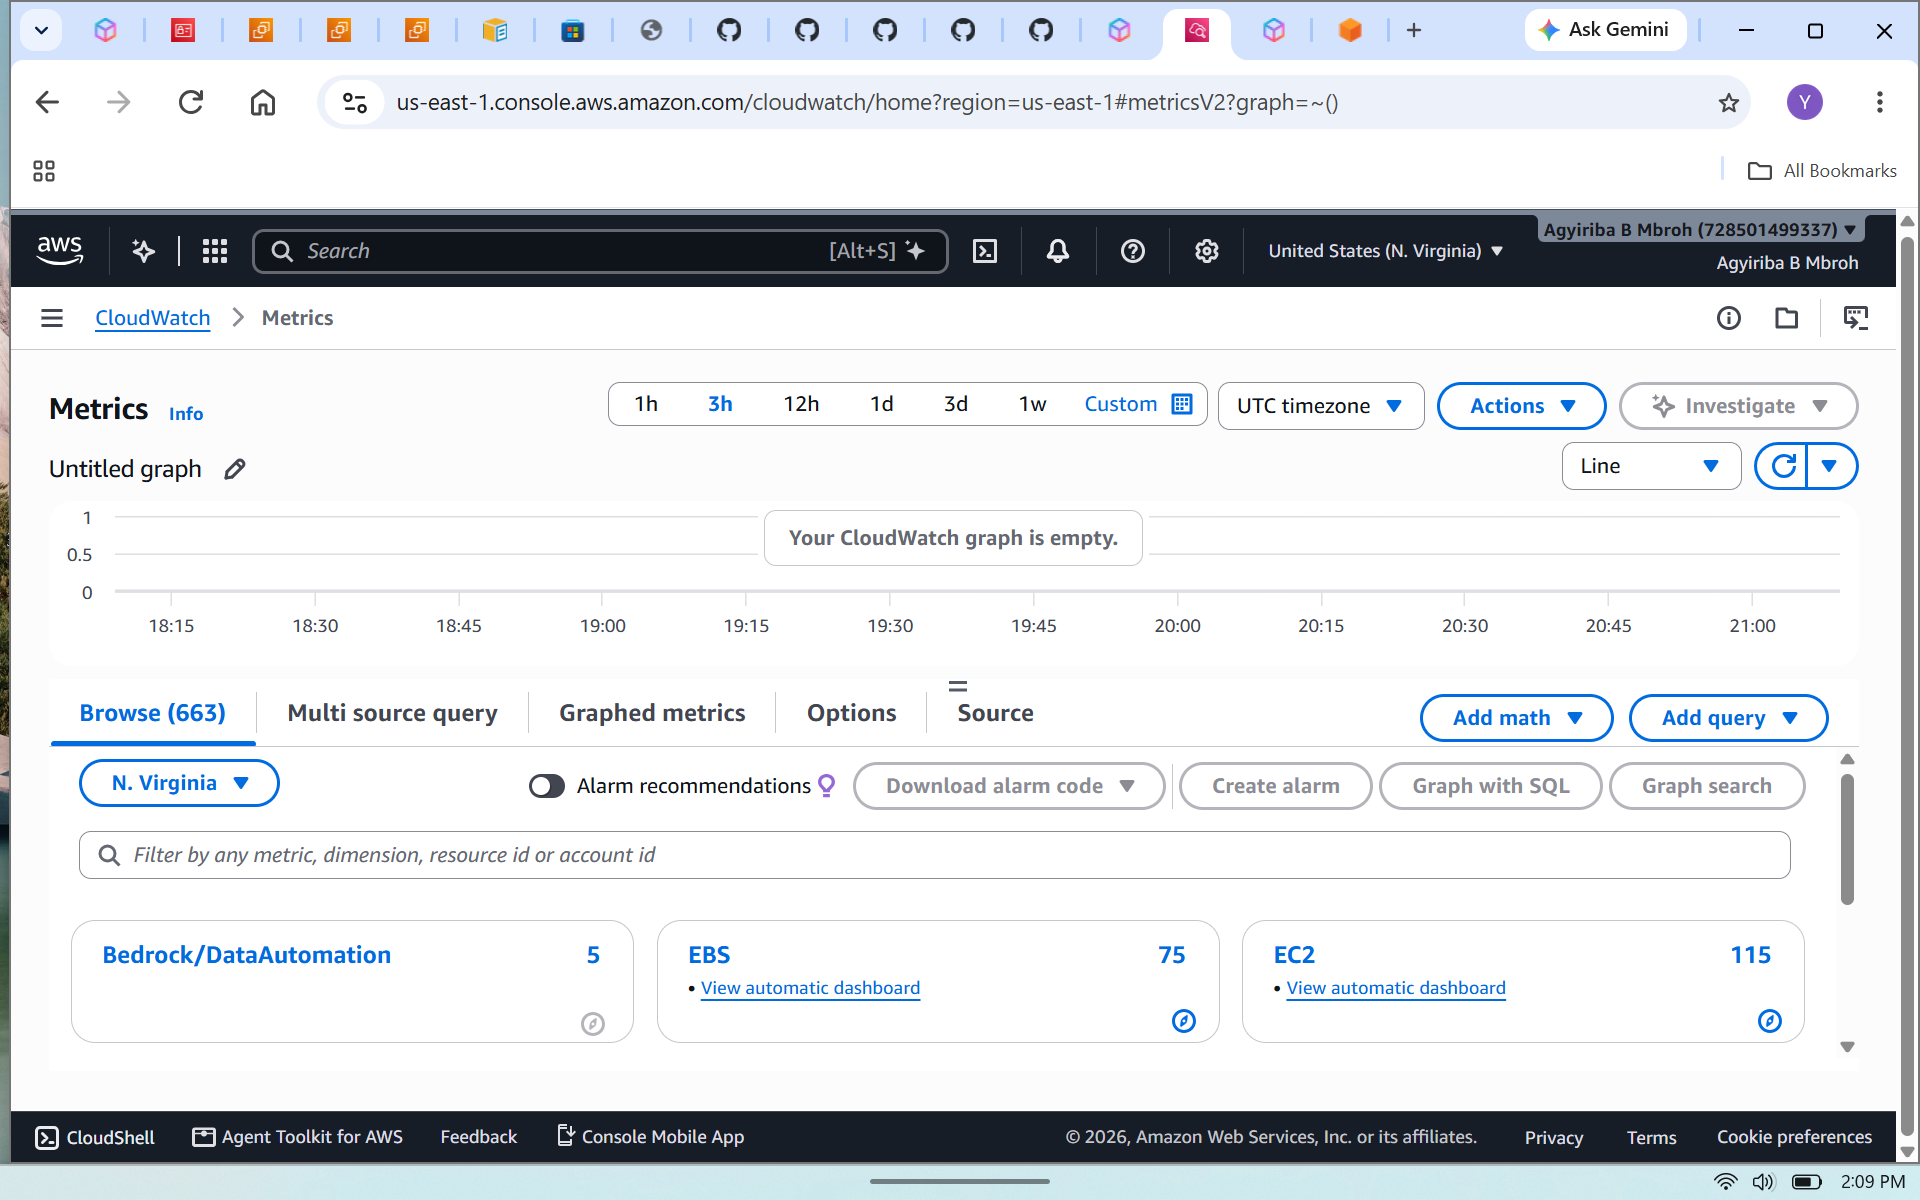 Ask Gemini
us-east-1.console.aws.amazon.com/cloudwatch/home?region=us-east-1#metricsV2?graph=~()
Y
All Bookmarks
aws
Search
[Alt+S]
United States (N. Virginia)
Agyiriba B Mbroh (728501499337)
Agyiriba B Mbroh
CloudWatch
Metrics
Metrics
Info
1h
3h
12h
1d
3d
1w
Custom
UTC timezone
Actions
Investigate
Untitled graph
Line
1
0.5
0
Your CloudWatch graph is empty.
18:15
18:30
18:45
19:00
19:15
19:30
19:45
20:00
20:15
20:30
20:45
21:00
Browse (663)
Multi source query
Graphed metrics
Options
Source
Add math
Add query
N. Virginia
Alarm recommendations
Download alarm code
Create alarm
Graph with SQL
Graph search
Filter by any metric, dimension, resource id or account id
Bedrock/DataAutomation
5
EBS
75
• View automatic dashboard
EC2
115
• View automatic dashboard
CloudShell
Agent Toolkit for AWS
Feedback
Console Mobile App
© 2026, Amazon Web Services, Inc. or its affiliates.
Privacy
Terms
Cookie preferences
2:09 PM